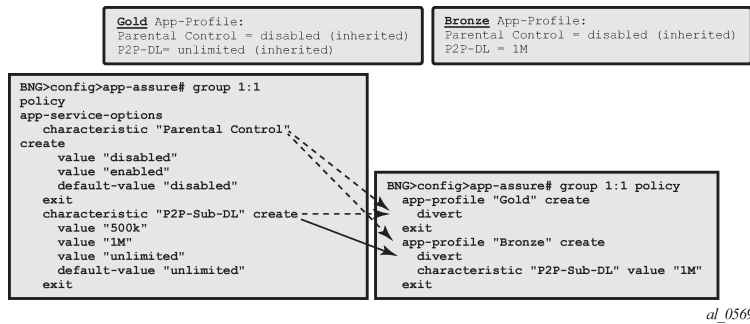 Gold App-Profile:
Parental Control = disabled (inherited)
P2P-DL= unlimited (inherited)
Bronze App-Profile:
Parental Control = disabled (inherited)
P2P-DL = 1M
BNG>config>app-assure# group 1:1
policy
app-service-options
characteristic "Parental Control"
create
value "disabled"
value "enabled"
default-value "disabled"
exit
characteristic "P2P-Sub-DL" create
value "500k"
value "1M"
value "unlimited"
default-value "unlimited"
exit
BNG>config>app-assure# group 1:1 policy
app-profile "Gold" create
divert
exit
app-profile "Bronze" create
divert
characteristic "P2P-Sub-DL" value "1M"
exit
al_0569